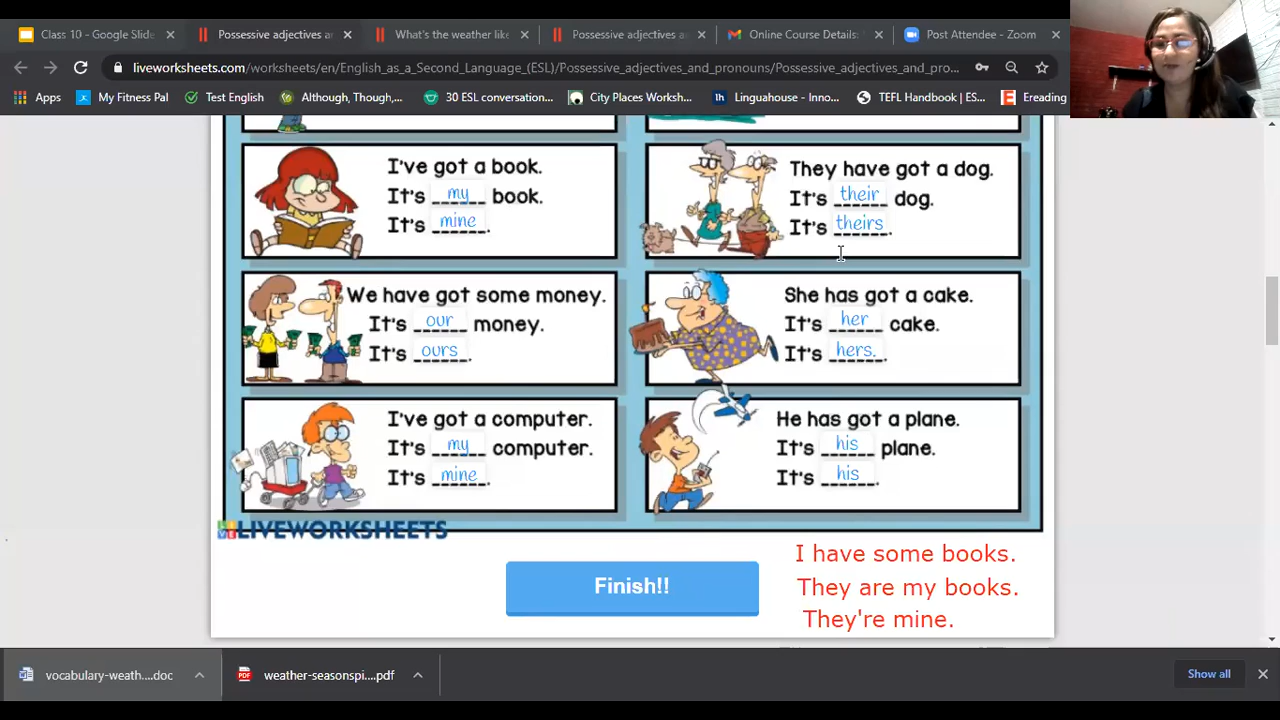 Class 10 - Google Slide
Possessive adjectives a
What's the weather like
Possessive adjectives a
Online Course Details:
Post Attendee - Zoom
liveworksheets.com/worksheets/en/English_as_a_Second_Language_(ESL)/Possessive_adjectives_and_pronouns/Possessive_adjectives_and_pro...
Apps
My Fitness Pal
Test English
Although, Though,...
30 ESL conversation...
City Places Worksh...
lh
Linguahouse - Inno...
TEFL Handbook | ES...
E
Ereading
I've got a book.
It's my book.
It's mine.
They have got a dog.
It's their dog.
It's theirs.
We have got some money.
It's our money.
It's ours.
She has got a cake.
It's her cake.
It's hers..
I've got a computer.
It's my computer.
It's mine.
He has got a plane.
It's his plane.
It's his.
LIVEWORKSHEETS
Finish!!
I have some books.
They are my books.
They're mine.
vocabulary-weath....doc
PDF
weather-seasonspi....pdf
Show all